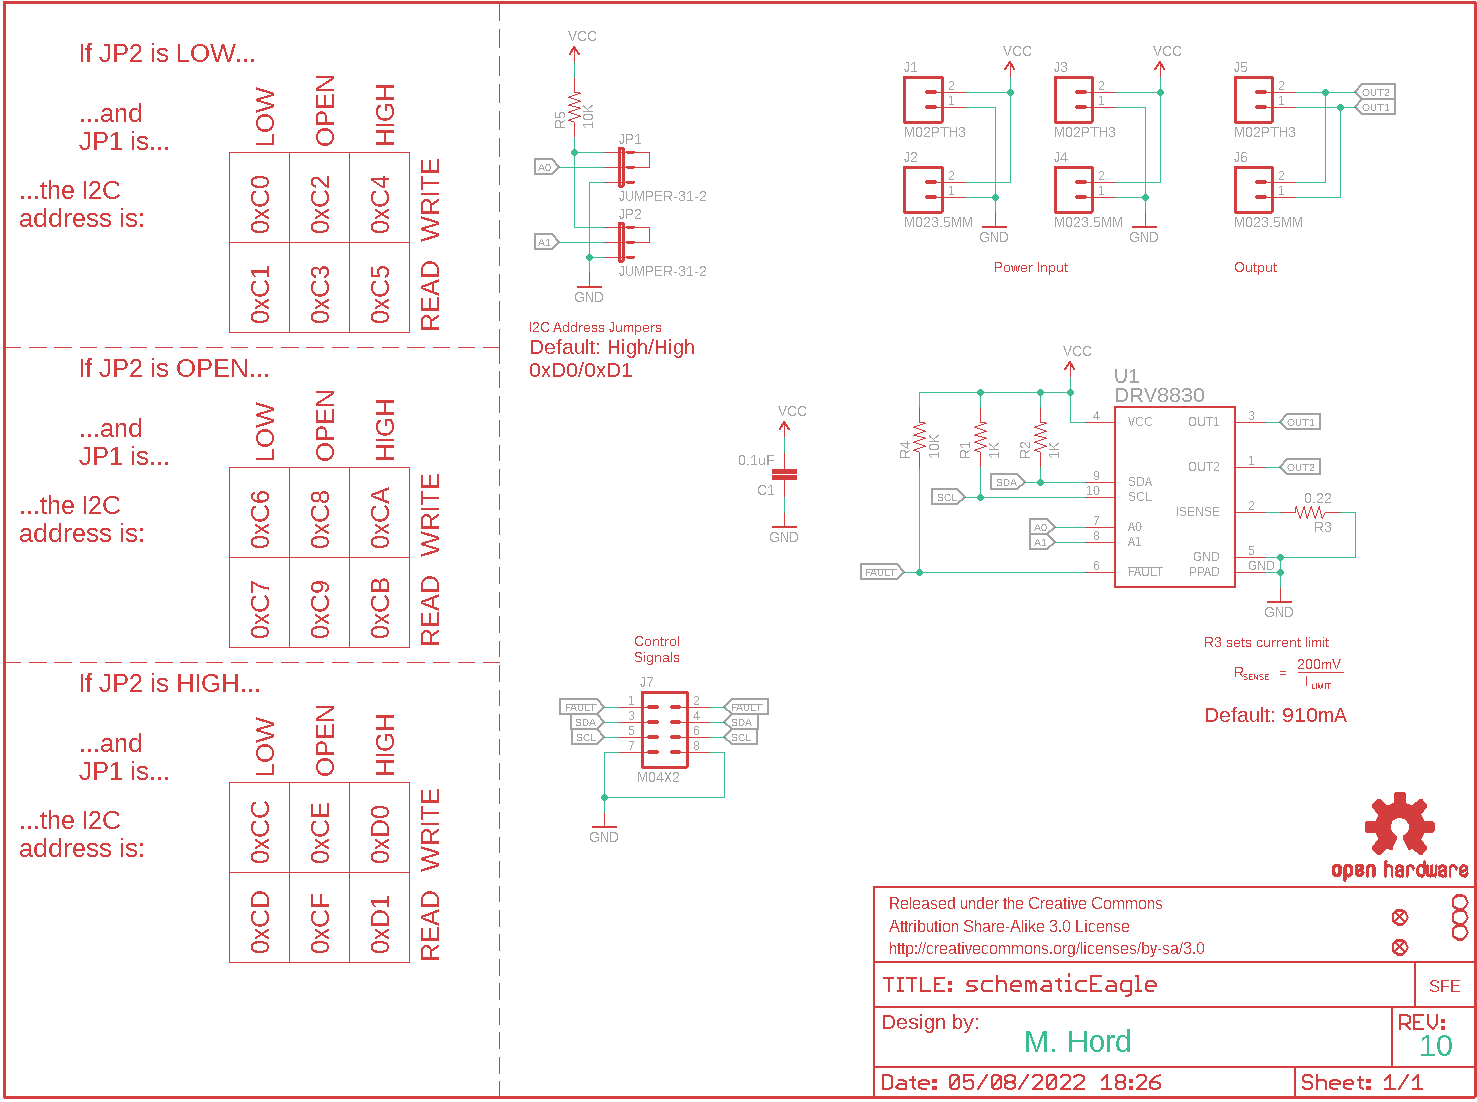 If JP2 is LOW...
...and
JP1 is...
LOW
OPEN
HIGH
...the I2C
address is:
0xC0
0xC2
0xC4
WRITE
0xC1
0xC3
0xC5
READ
If JP2 is OPEN...
...and
JP1 is...
LOW
OPEN
HIGH
...the I2C
address is:
0xC6
0xC8
0xCA
WRITE
0xC7
0xC9
0xCB
READ
If JP2 is HIGH...
...and
JP1 is...
LOW
OPEN
HIGH
...the I2C
address is:
0xCC
0xCE
0xD0
WRITE
0xCD
0xCF
0xD1
READ
VCC
R5
10K
JP1
A0
JUMPER-31-2
JP2
A1
JUMPER-31-2
GND
I2C Address Jumpers
Default: High/High
0xD0/0xD1
VCC
J1
2
1
M02PTH3
J2
2
1
M023.5MM
GND
VCC
J3
2
1
M02PTH3
J4
2
1
M023.5MM
GND
Power Input
J5
2
1
OUT2
OUT1
M02PTH3
J6
2
1
M023.5MM
Output
VCC
0.1uF
C1
GND
VCC
R4
10K
R1
1K
R2
1K
SDA
SCL
A0
A1
FAULT
U1
DRV8830
4
VCC
OUT1
3
OUT1
OUT2
1
OUT2
9
SDA
10
SCL
ISENSE
2
0.22
R3
7
A0
8
A1
GND
5
6
FAULT
PPAD
GND
GND
R3 sets current limit
RSENSE = 200mV
ILIMIT
Default: 910mA
Control
Signals
J7
FAULT 1 2 FAULT
SDA 3 4 SDA
SCL 5 6 SCL
7 8
M04X2
GND
open hardware
Released under the Creative Commons
Attribution Share-Alike 3.0 License
http://creativecommons.org/licenses/by-sa/3.0
TITLE: schematicEagle
SFE
Design by:
M. Hord
REV:
10
Date: 05/08/2022 18:26
Sheet: 1/1